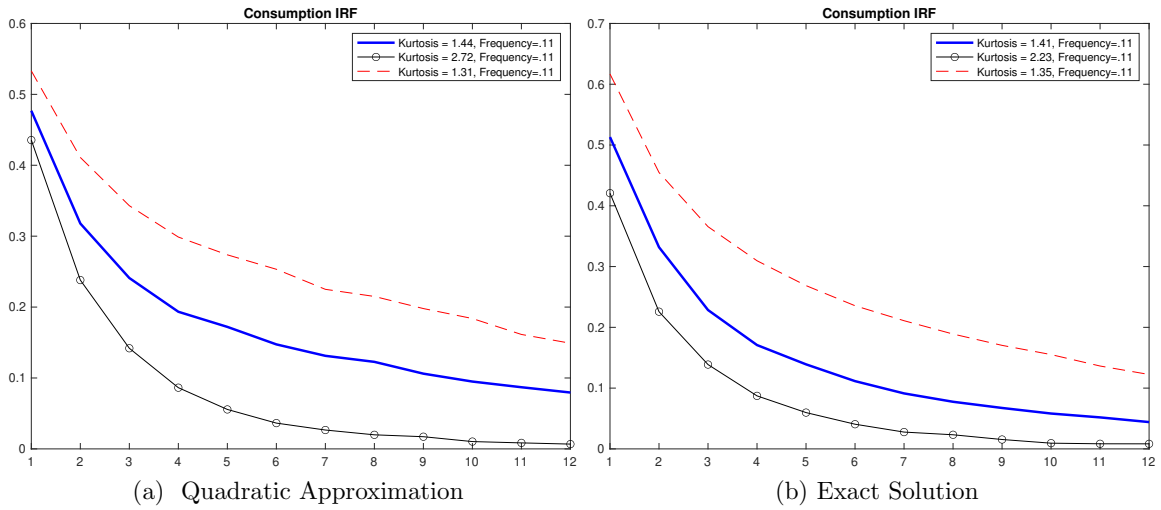 Consumption IRF
0.6
0.5
0.4
0.3
0.2
0.1
0
Kurtosis = 1.44, Frequency=.11
Kurtosis = 2.72, Frequency=.11
Kurtosis = 1.31, Frequency=.11
1 2 3 4 5 6 7 8 9 10 11 12
(a) Quadratic Approximation
Consumption IRF
0.7
0.6
0.5
0.4
0.3
0.2
0.1
0
Kurtosis = 1.41, Frequency=.11
Kurtosis = 2.23, Frequency=.11
Kurtosis = 1.35, Frequency=.11
1 2 3 4 5 6 7 8 9 10 11 12
(b) Exact Solution